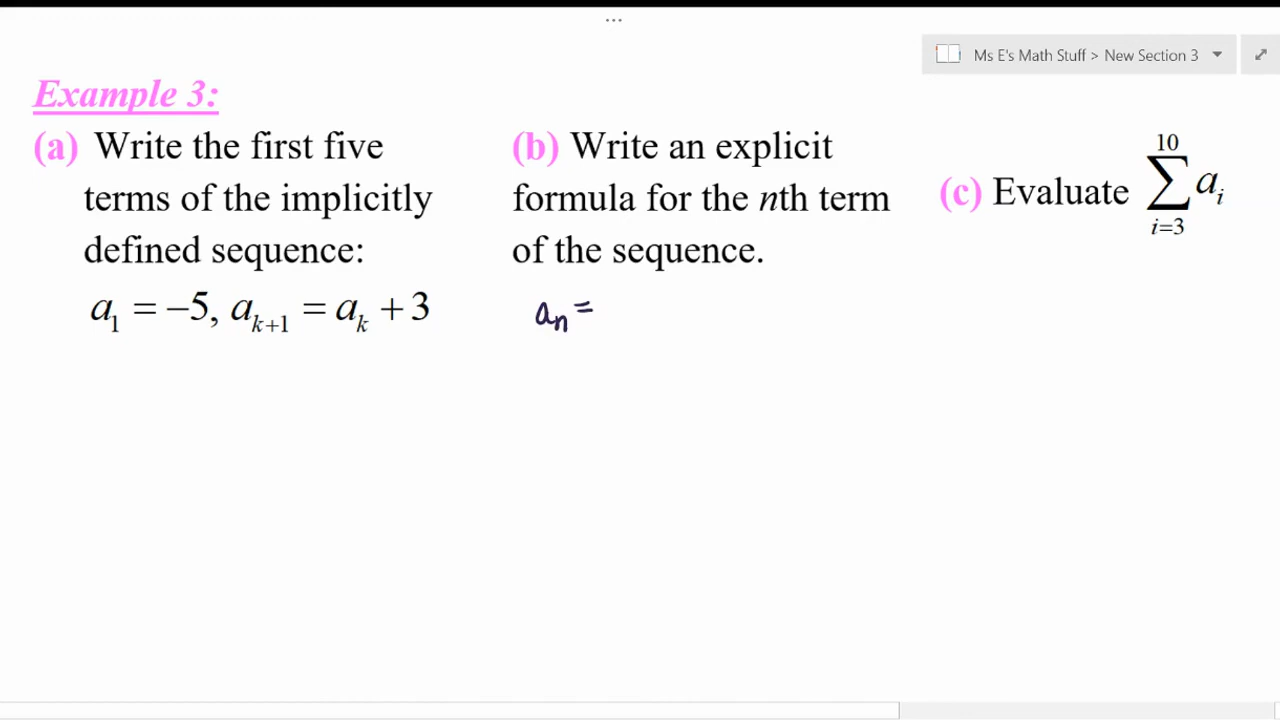 ...
Ms E's Math Stuff > New Section 3
Example 3:
(a) Write the first five
terms of the implicitly
defined sequence:
a₁ = −5, aₖ₊₁ = aₖ + 3
(b) Write an explicit
formula for the nth term
of the sequence.
aₙ =
(c) Evaluate ∑_{i=3}^{10} aᵢ